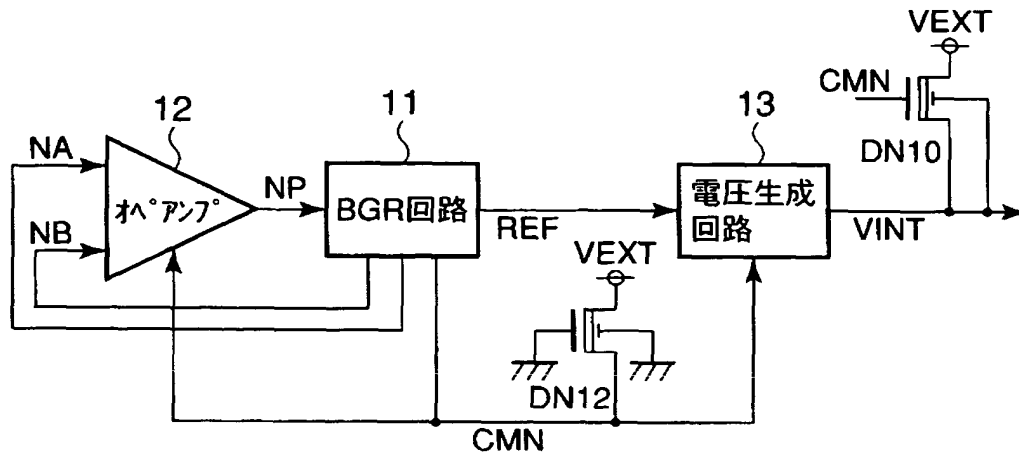 VEXT
CMN
DN10
12
11
13
NA
NB
オペアンプ
NP
BGR回路
REF
電圧生成
回路
VINT
VEXT
DN12
CMN